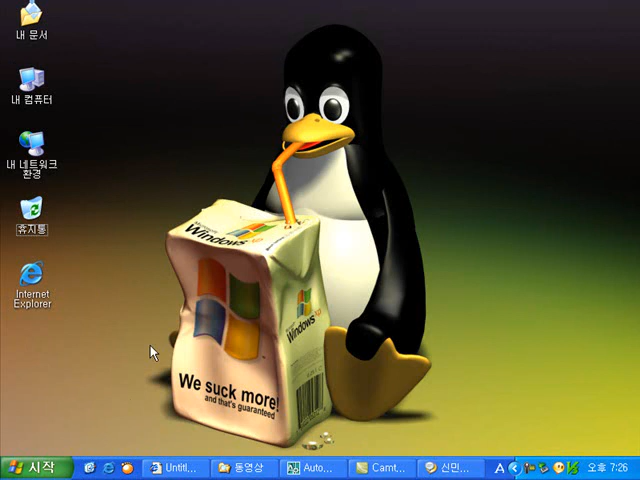 내 문서
내 컴퓨터
내 네트워크
환경
휴지통
Internet
Explorer
Windows
Windows
We suck more!
and that's guaranteed
시작
Untitl...
동영상
Auto...
Camt...
신민...
A
오후 7:26